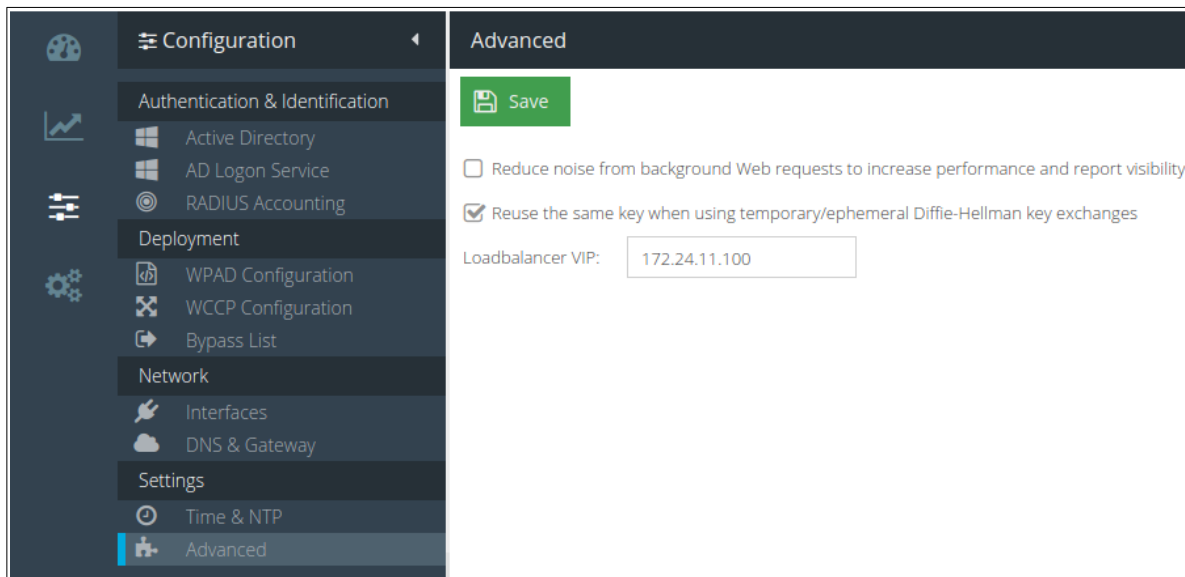 Configuration
Authentication & Identification
Active Directory
AD Logon Service
RADIUS Accounting
Deployment
WPAD Configuration
WCCP Configuration
Bypass List
Network
Interfaces
DNS & Gateway
Settings
Time & NTP
Advanced
Advanced
Save
Reduce noise from background Web requests to increase performance and report visibility
Reuse the same key when using temporary/ephemeral Diffie-Hellman key exchanges
Loadbalancer VIP: 172.24.11.100